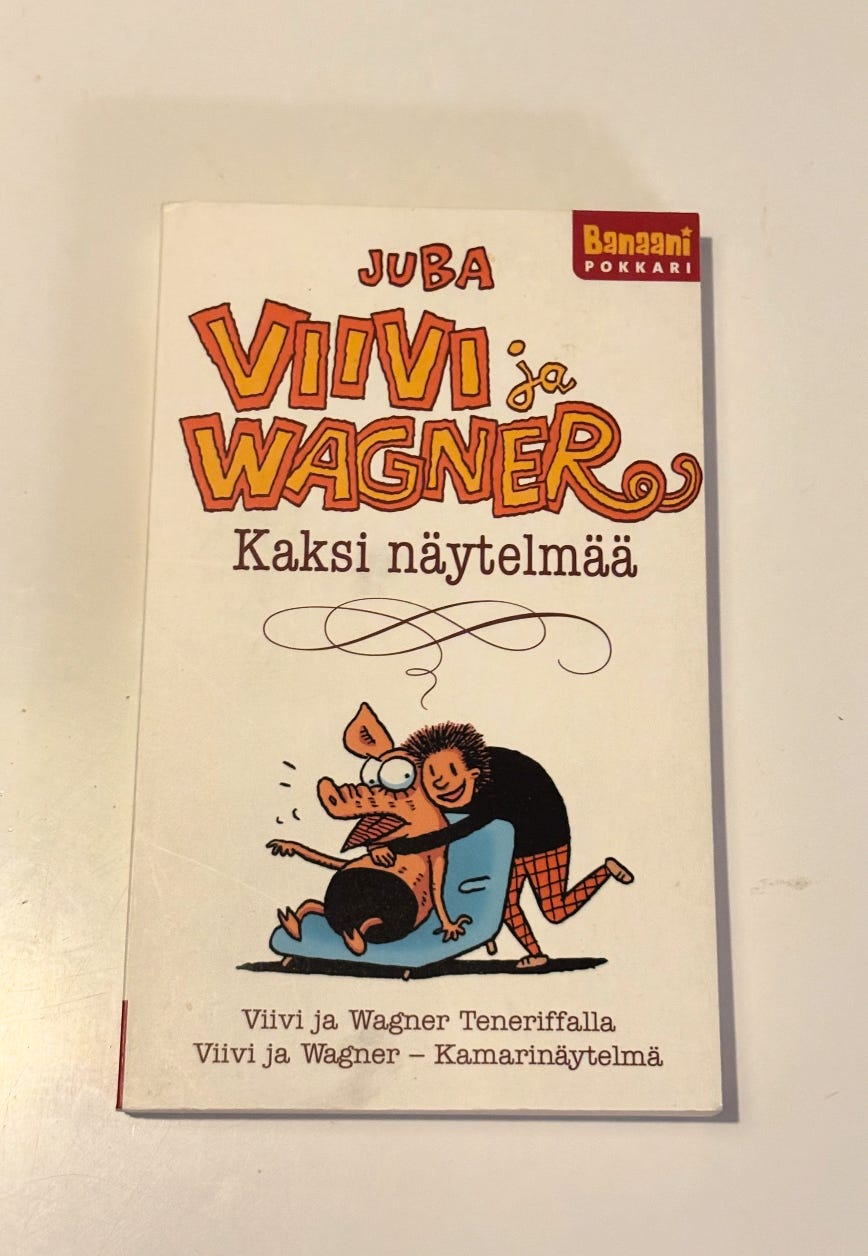 Banaani
POKKARI
JUBA
VIIVI ja
WAGNER
Kaksi näytelmää
Viivi ja Wagner Teneriffalla
Viivi ja Wagner – Kamarinäytelmä